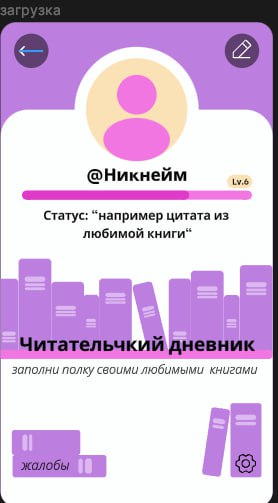 загрузка
@Никнейм
Lv.6
Статус: “например цитата из
любимой книги“
Читательчкий дневник
заполни полку своими любимыми книгами
жалобы